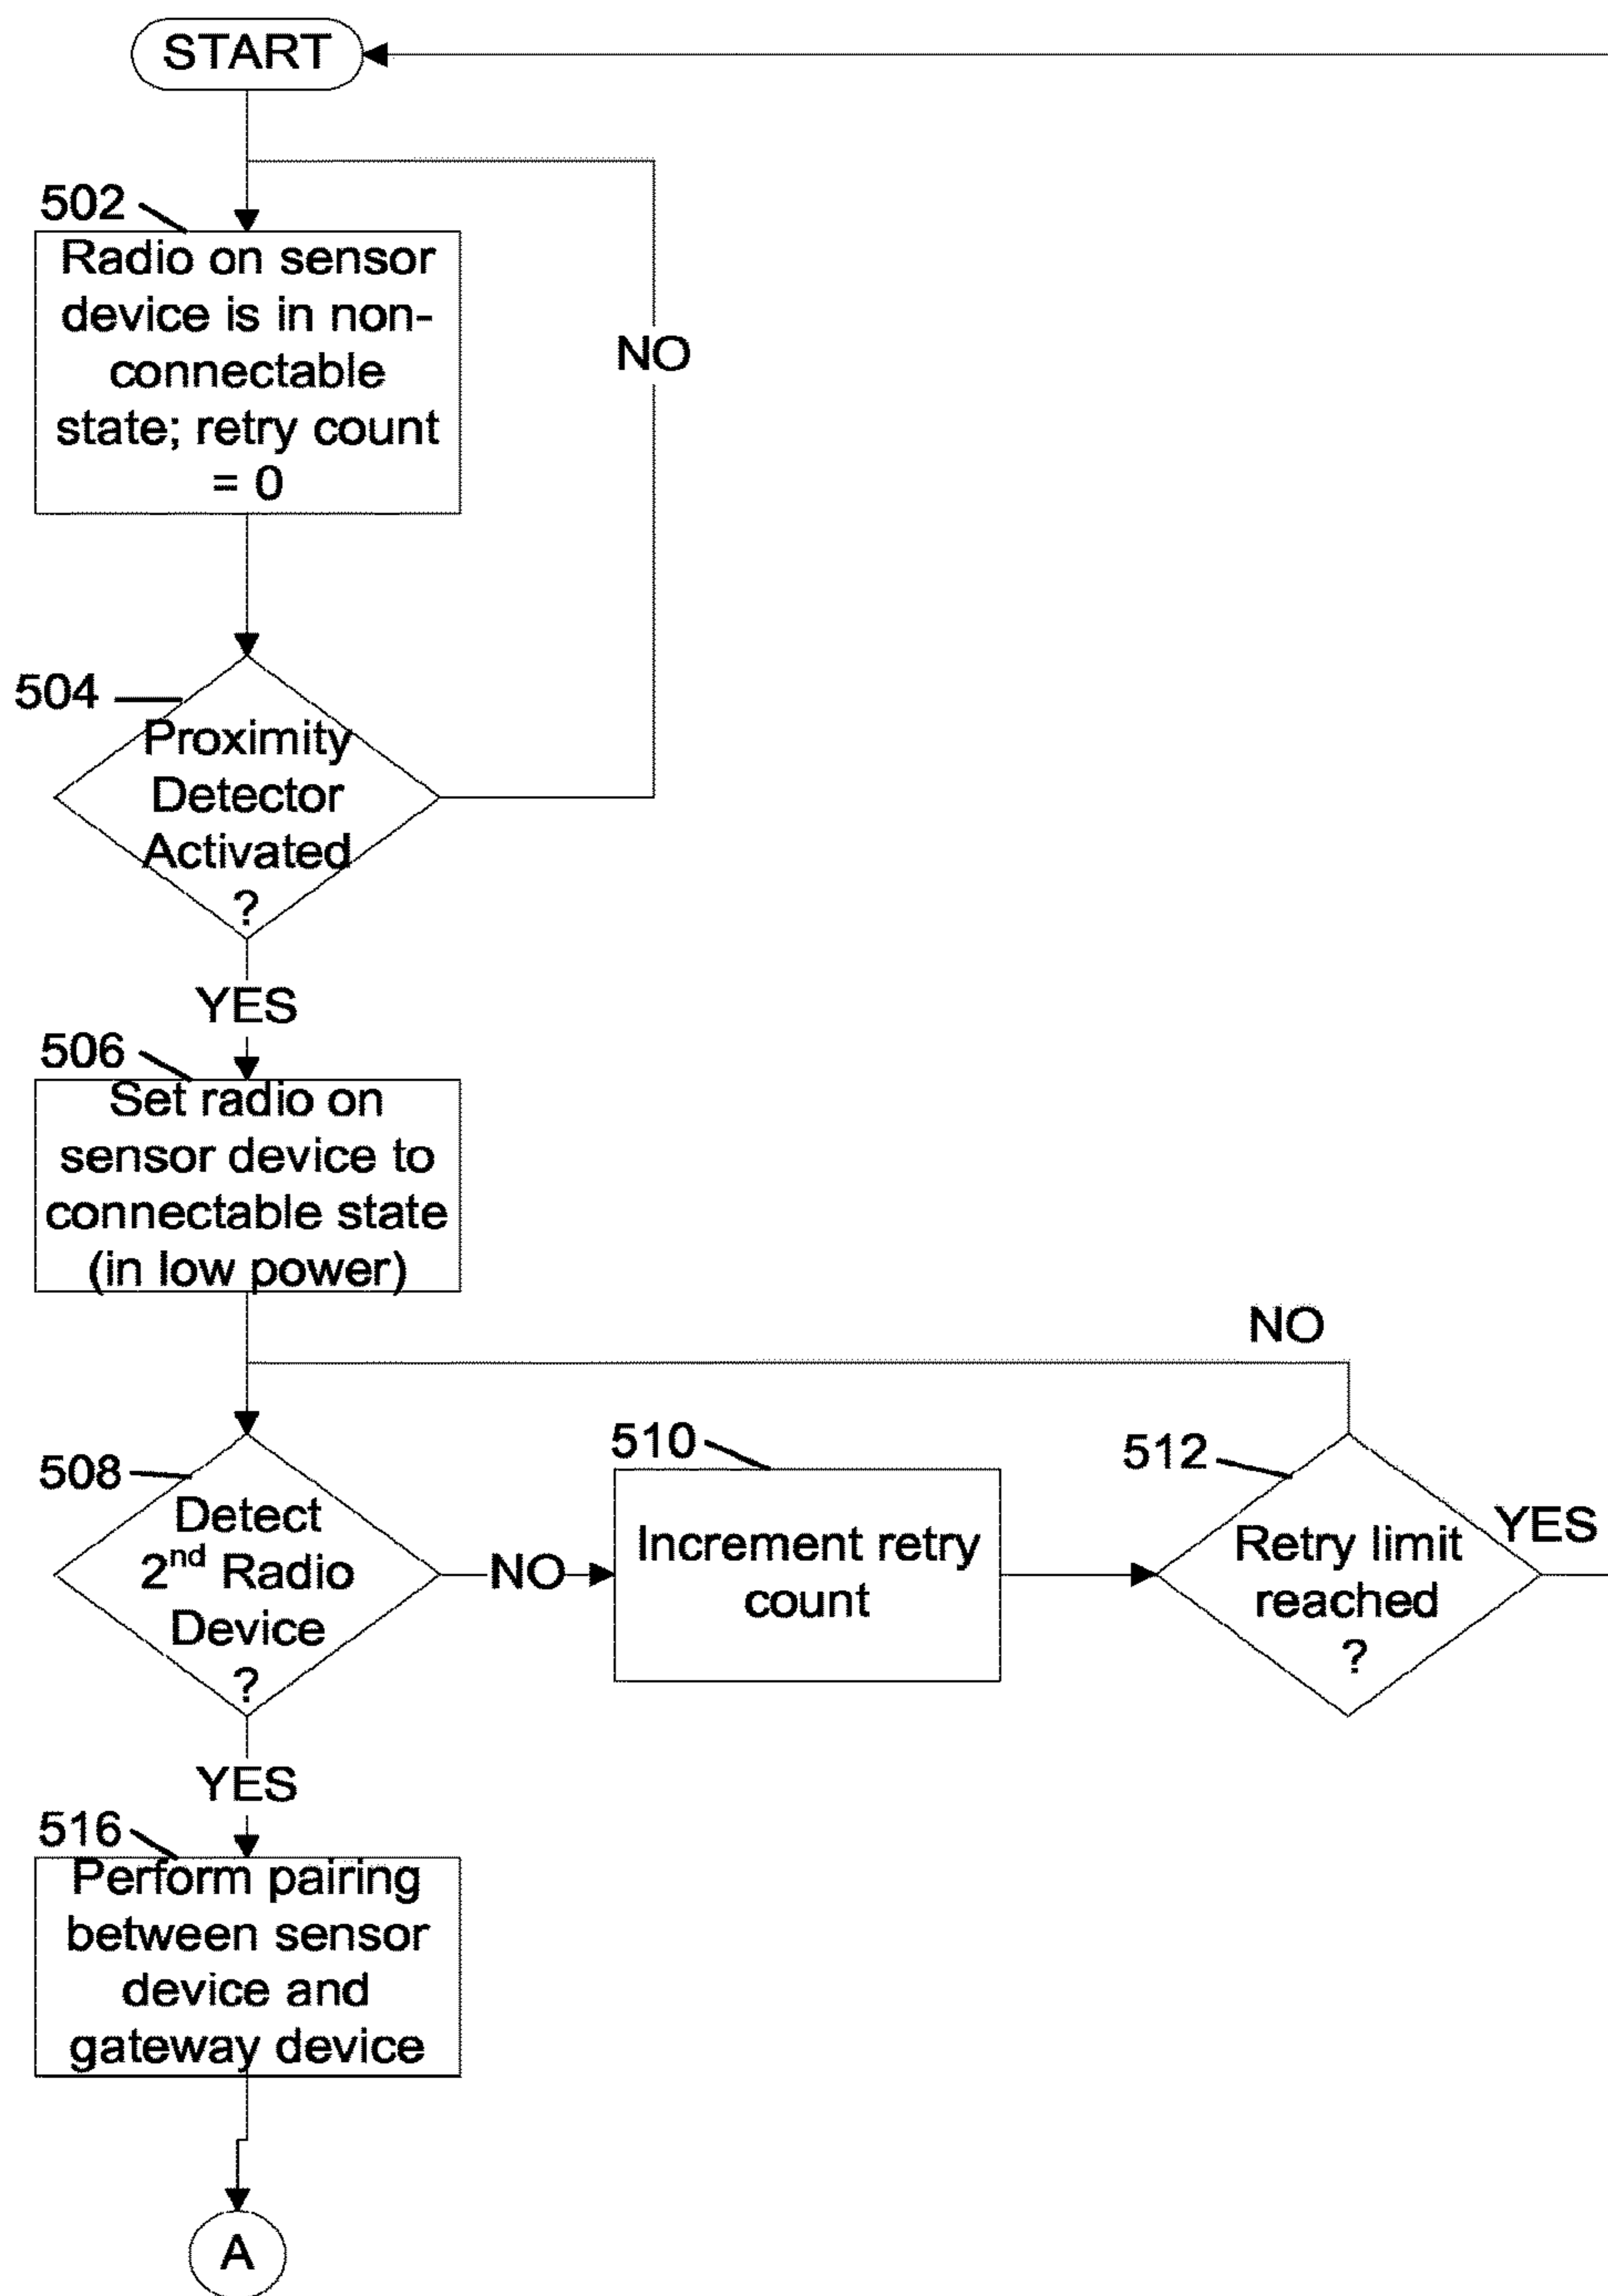 START
502
Radio on sensor
device is in non-
connectable
state; retry count
= 0
NO
504
Proximity
Detector
Activated
?
YES
506
Set radio on
sensor device to
connectable state
(in low power)
NO
508
Detect
2nd Radio
Device
?
NO
510
Increment retry
count
512
Retry limit
reached
?
YES
YES
516
Perform pairing
between sensor
device and
gateway device
A